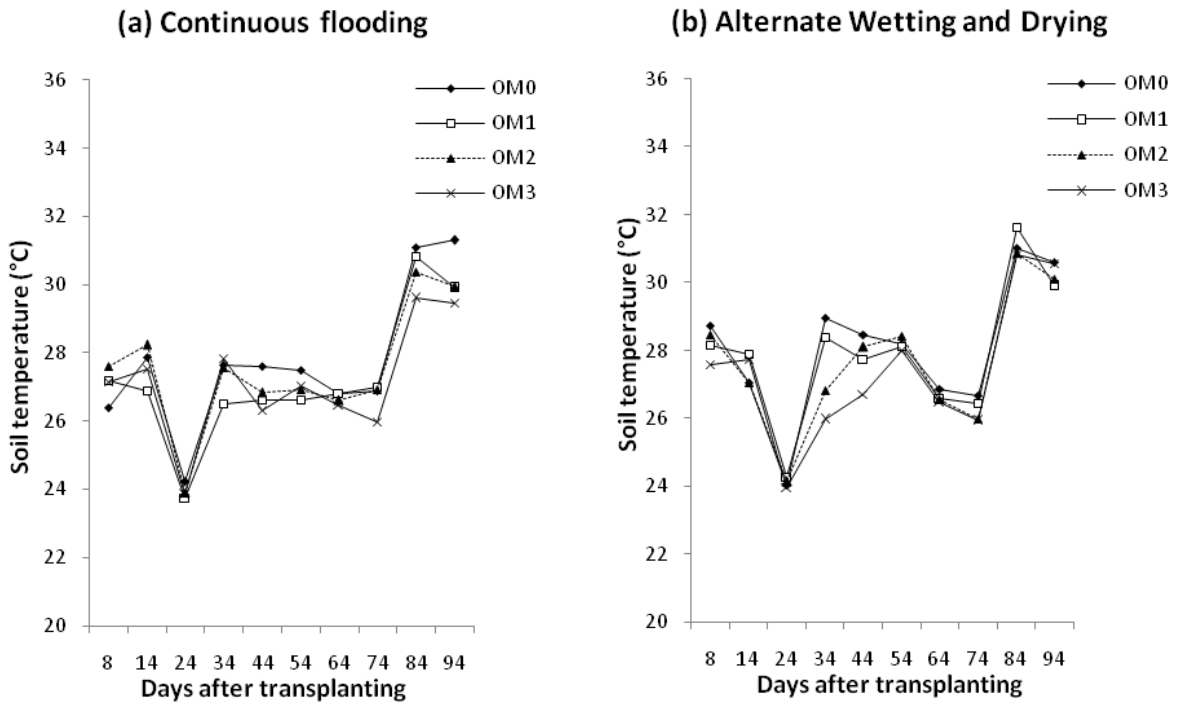 (a) Continuous flooding
36
34
32
30
28
26
24
22
20
Soil temperature (°C)
OM0
OM1
OM2
OM3
8 14 24 34 44 54 64 74 84 94
Days after transplanting
(b) Alternate Wetting and Drying
36
34
32
30
28
26
24
22
20
Soil temperature (°C)
OM0
OM1
OM2
OM3
8 14 24 34 44 54 64 74 84 94
Days after transplanting